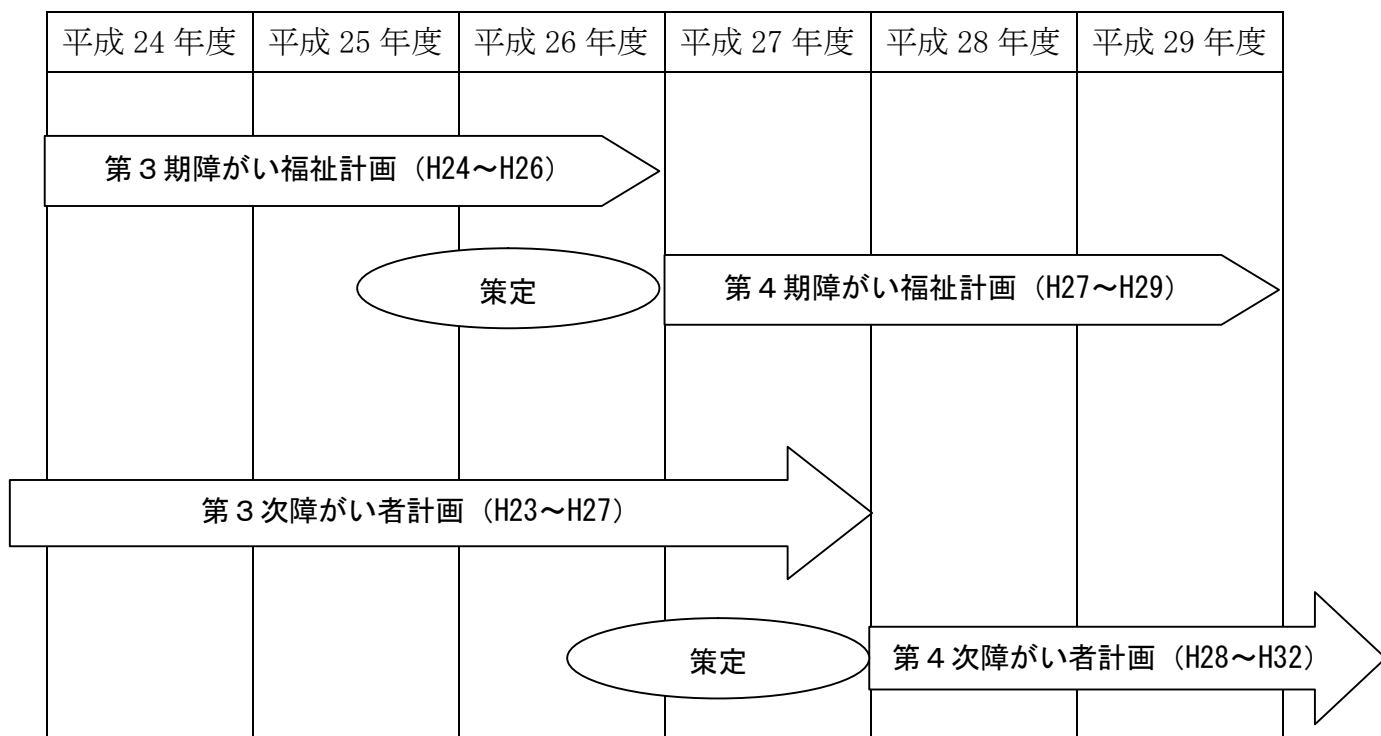 平成 24 年度 平成 25 年度 平成 26 年度 平成 27 年度 平成 28 年度 平成 29 年度
第３期障がい福祉計画（H24～H26）
策定 第４期障がい福祉計画（H27～H29）
第３次障がい者計画（H23～H27）
策定 第４次障がい者計画（H28～H32）